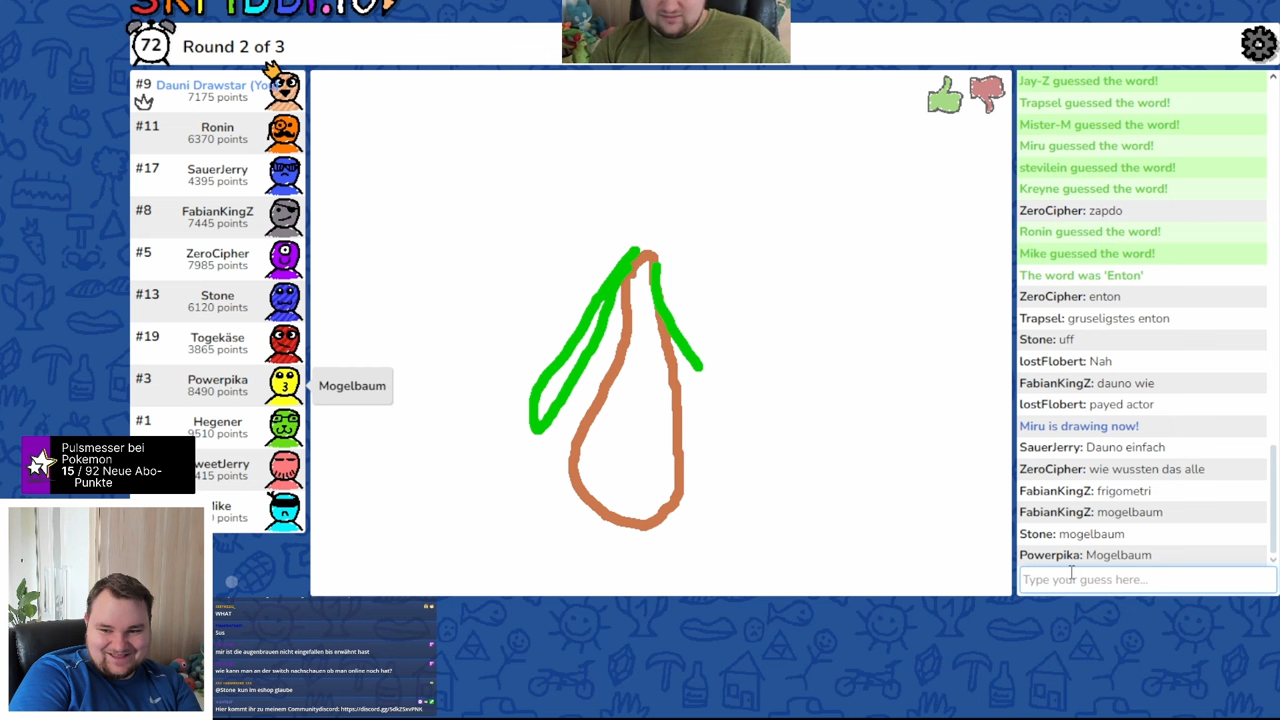 SKRIBBL.IO
72
Round 2 of 3
#9
Dauni Drawstar (You
7175 points
#11
Ronin
6370 points
#17
SauerJerry
4395 points
#8
FabianKingZ
7445 points
#5
ZeroCipher
7985 points
#13
Stone
6120 points
#19
Togekäse
3865 points
#3
Powerpika
8490 points
Mogelbaum
#1
Hegener
9510 points
weetJerry
415 points
Mike
points
Pulsmesser bei
Pokemon
15 / 92 Neue Abo-
Punkte
Jay-Z guessed the word!
Trapsel guessed the word!
Mister-M guessed the word!
Miru guessed the word!
stevilein guessed the word!
Kreyne guessed the word!
ZeroCipher: zapdo
Ronin guessed the word!
Mike guessed the word!
The word was 'Enton'
ZeroCipher: enton
Trapsel: gruseligstes enton
Stone: uff
lostFlobert: Nah
FabianKingZ: dauno wie
lostFlobert: payed actor
Miru is drawing now!
SauerJerry: Dauno einfach
ZeroCipher: wie wussten das alle
FabianKingZ: frigometri
FabianKingZ: mogelbaum
Stone: mogelbaum
Powerpika: Mogelbaum
Type your guess here...
WHAT
Sus
mir ist die augenbrauen nicht eingefallen bis erwähnt hast
wie kann man an der switch nachschauen ob man online noch hat?
@Stone kun im eshop glaube
Hier kommt ihr zu meinem Communitydiscord: https://discord.gg/5dkZSxvPNK